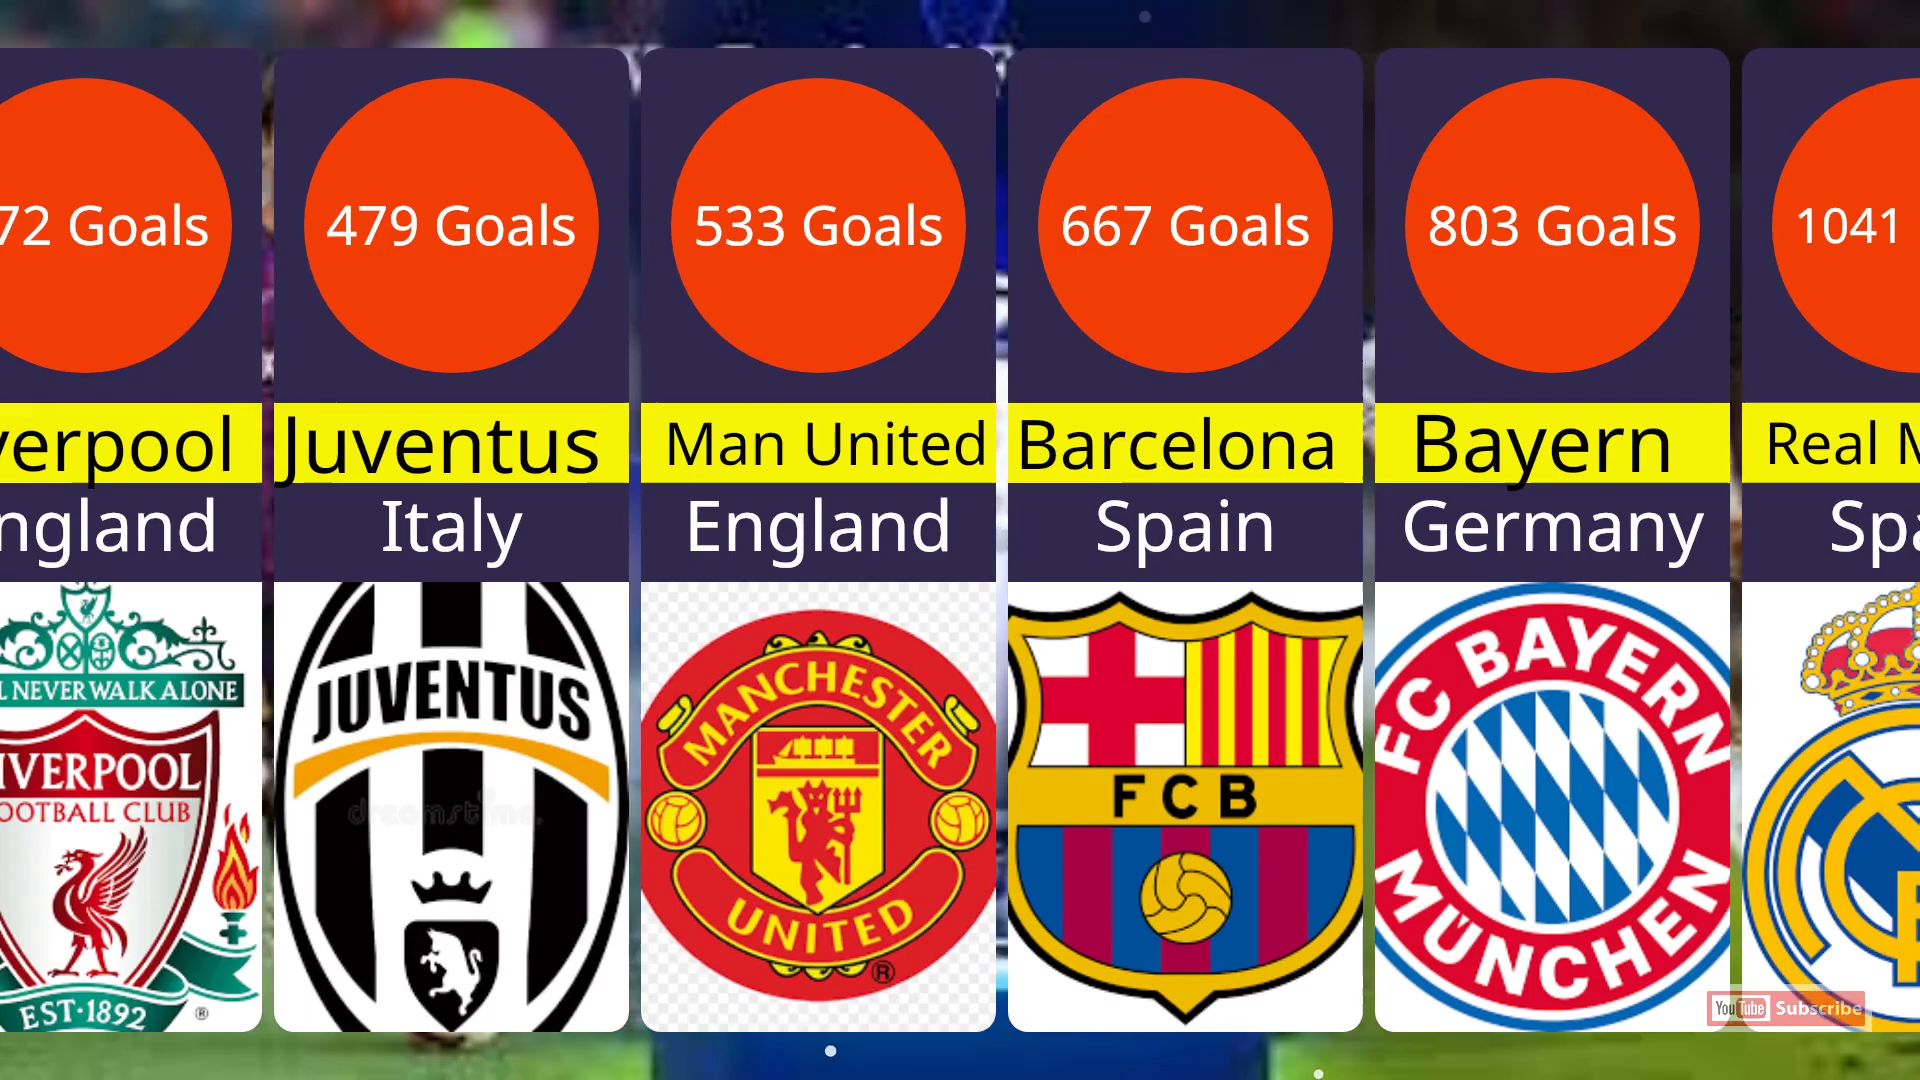 72 Goals
479 Goals
533 Goals
667 Goals
803 Goals
1041
verpool
Juventus
Man United
Barcelona
Bayern
Real M
ngland
Italy
England
Spain
Germany
Spa
L NEVER WALK ALONE
IVERPOOL
OOTBALL CLUB
EST·1892
®
JUVENTUS
dreamstime.
MANCHESTER
UNITED
®
FCB
FC BAYERN
MÜNCHEN
YouTube Subscribe